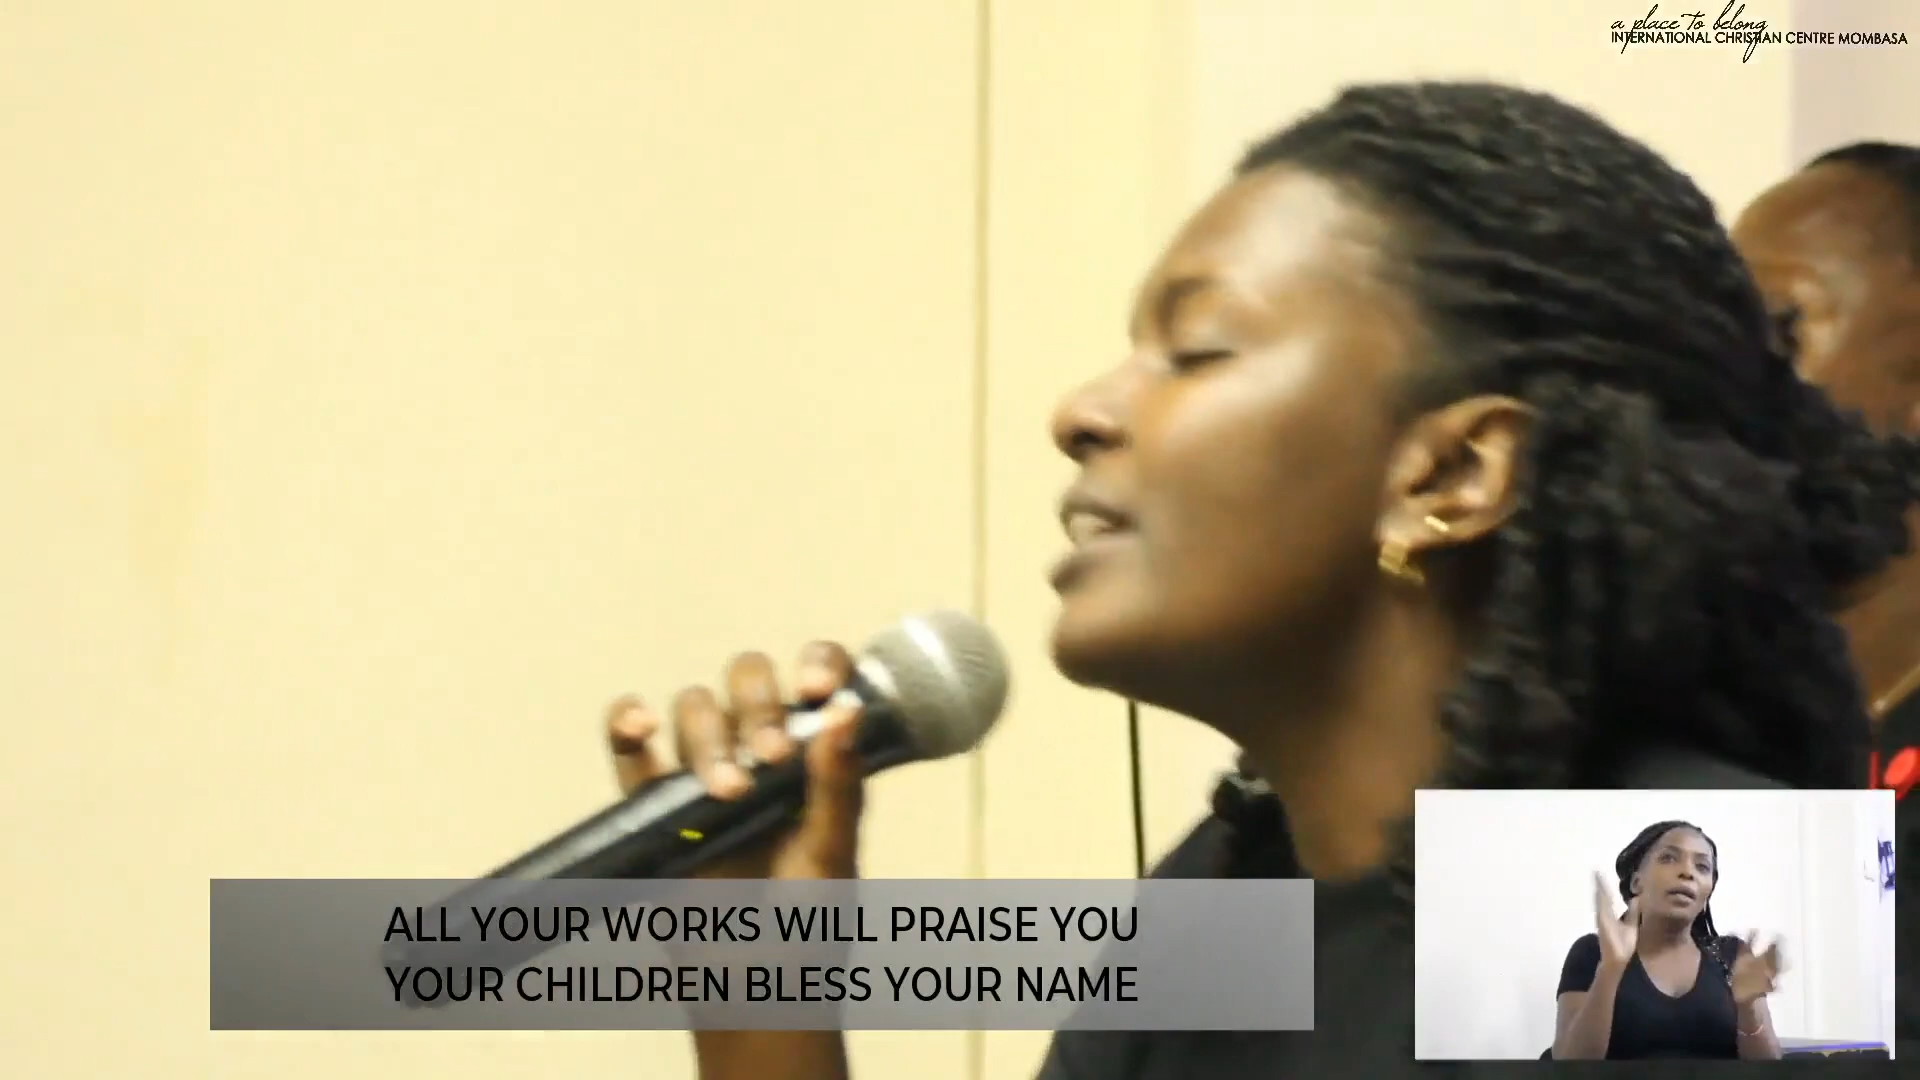 a place to belong
INTERNATIONAL CHRISTIAN CENTRE MOMBASA
ALL YOUR WORKS WILL PRAISE YOU
YOUR CHILDREN BLESS YOUR NAME